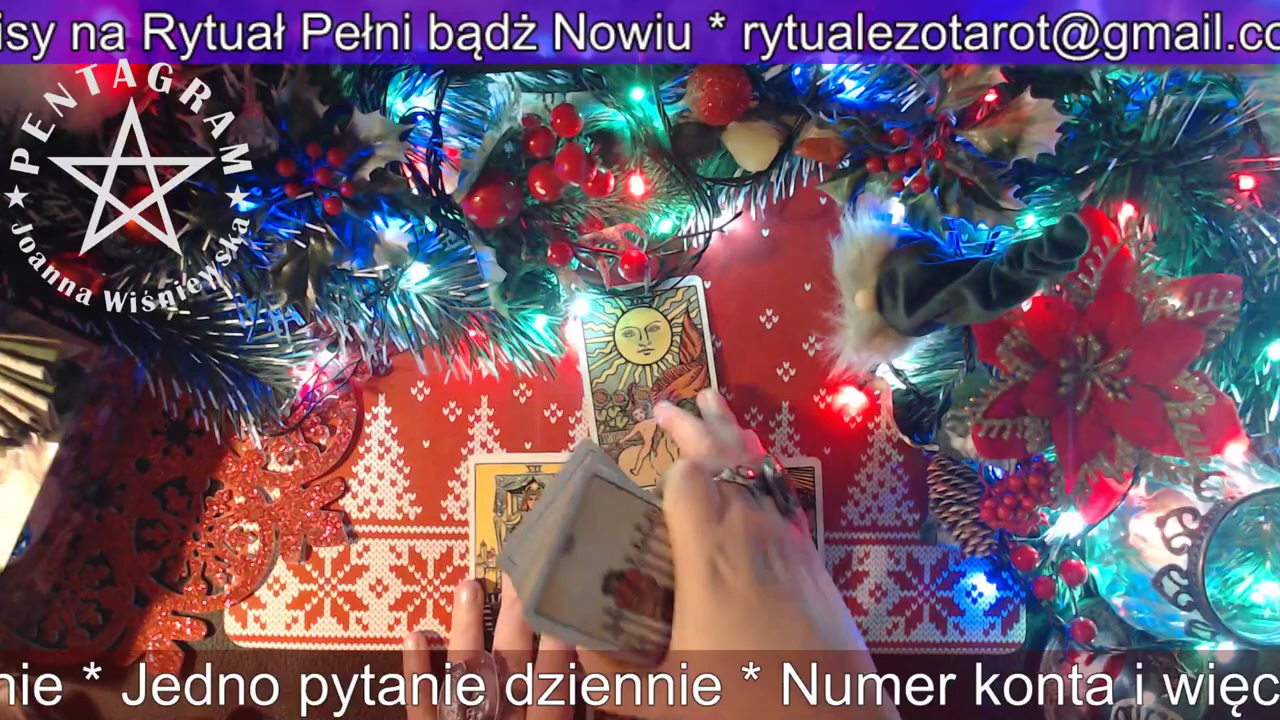 isy na Rytuał Pełni bądź Nowiu * rytualezotarot@gmail.co
PENTAGRAM
★ Joanna Wiśniewska ★
VII
nie * Jedno pytanie dziennie * Numer konta i więc